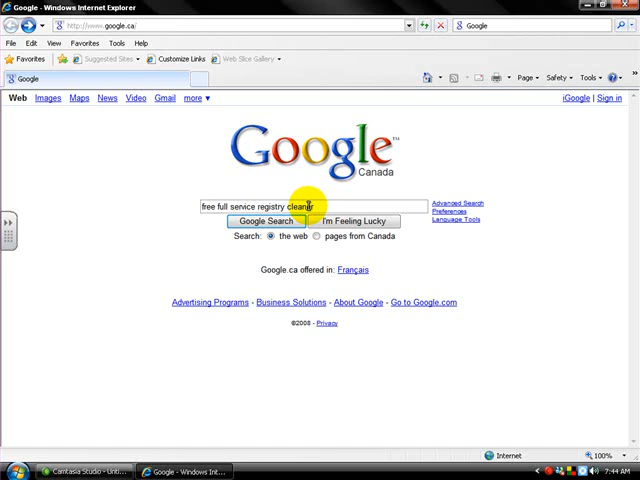 Google - Windows Internet Explorer
http://www.google.ca/
Google
File Edit View Favorites Tools Help
Favorites Suggested Sites Customize Links Web Slice Gallery
Google
Page Safety Tools
Web Images Maps News Video Gmail more ▼
iGoogle | Sign in
Google™
Canada
free full service registry cleaner
Advanced Search
Preferences
Language Tools
Google Search I'm Feeling Lucky
Search: the web pages from Canada
Google.ca offered in: Français
Advertising Programs - Business Solutions - About Google - Go to Google.com
©2008 - Privacy
Internet 100%
Camtasia Studio - Unti... Google - Windows Int... 7:44 AM